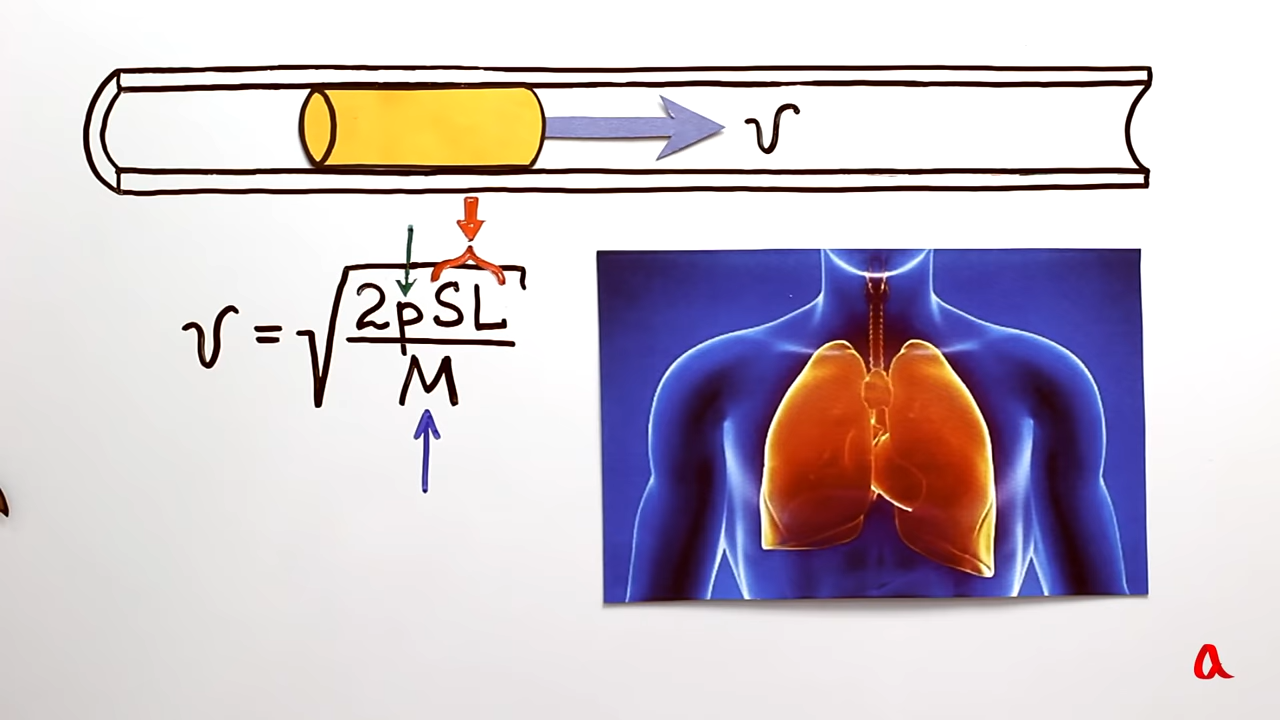 v
v = √(2pSL/M)
a